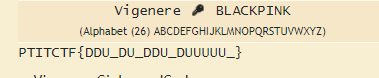 Vigenere 🔑 BLACKPINK
(Alphabet (26) ABCDEFGHIJKLMNOPQRSTUVWXYZ)
PTITCTF{DDU_DU_DDU_DUUUUU_}